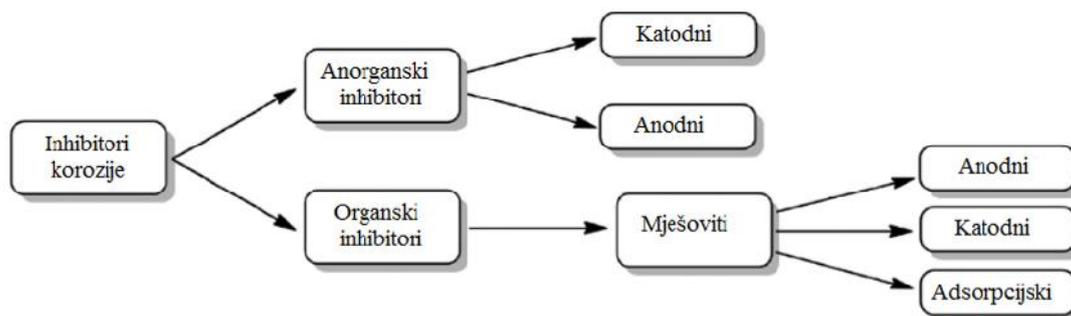 Inhibitori
korozije
Anorganski
inhibitori
Katodni
Anodni
Organski
inhibitori
Mješoviti
Anodni
Katodni
Adsorpcijski